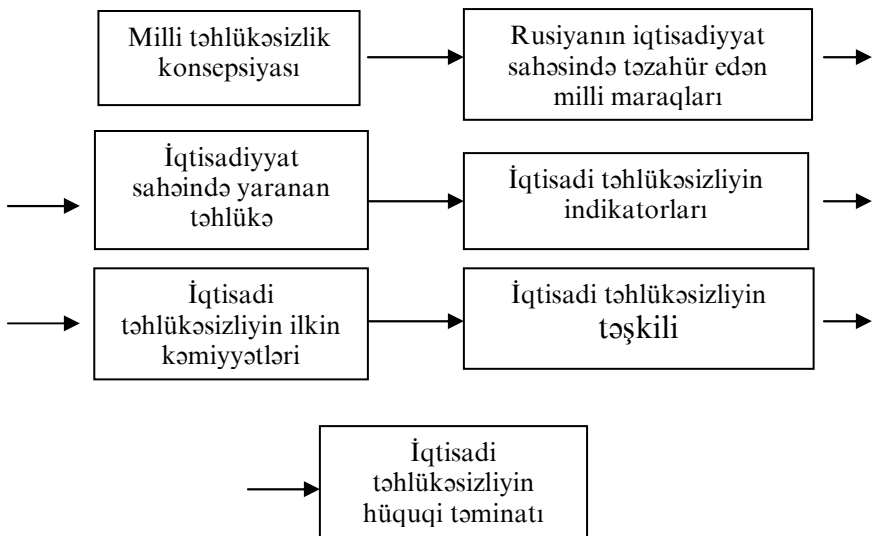 Milli təhlükəsizlik
konsepsiyası
Rusiyanın iqtisadiyyat
sahəsində təzahür edən
milli maraqları
İqtisadiyyat
sahəində yaranan
təhlükə
İqtisadi təhlükəsizliyin
indikatorları
İqtisadi
təhlükəsizliyin ilkin
kəmiyyətləri
İqtisadi təhlükəsizliyin
təşkili
İqtisadi
təhlükəsizliyin
hüquqi təminatı